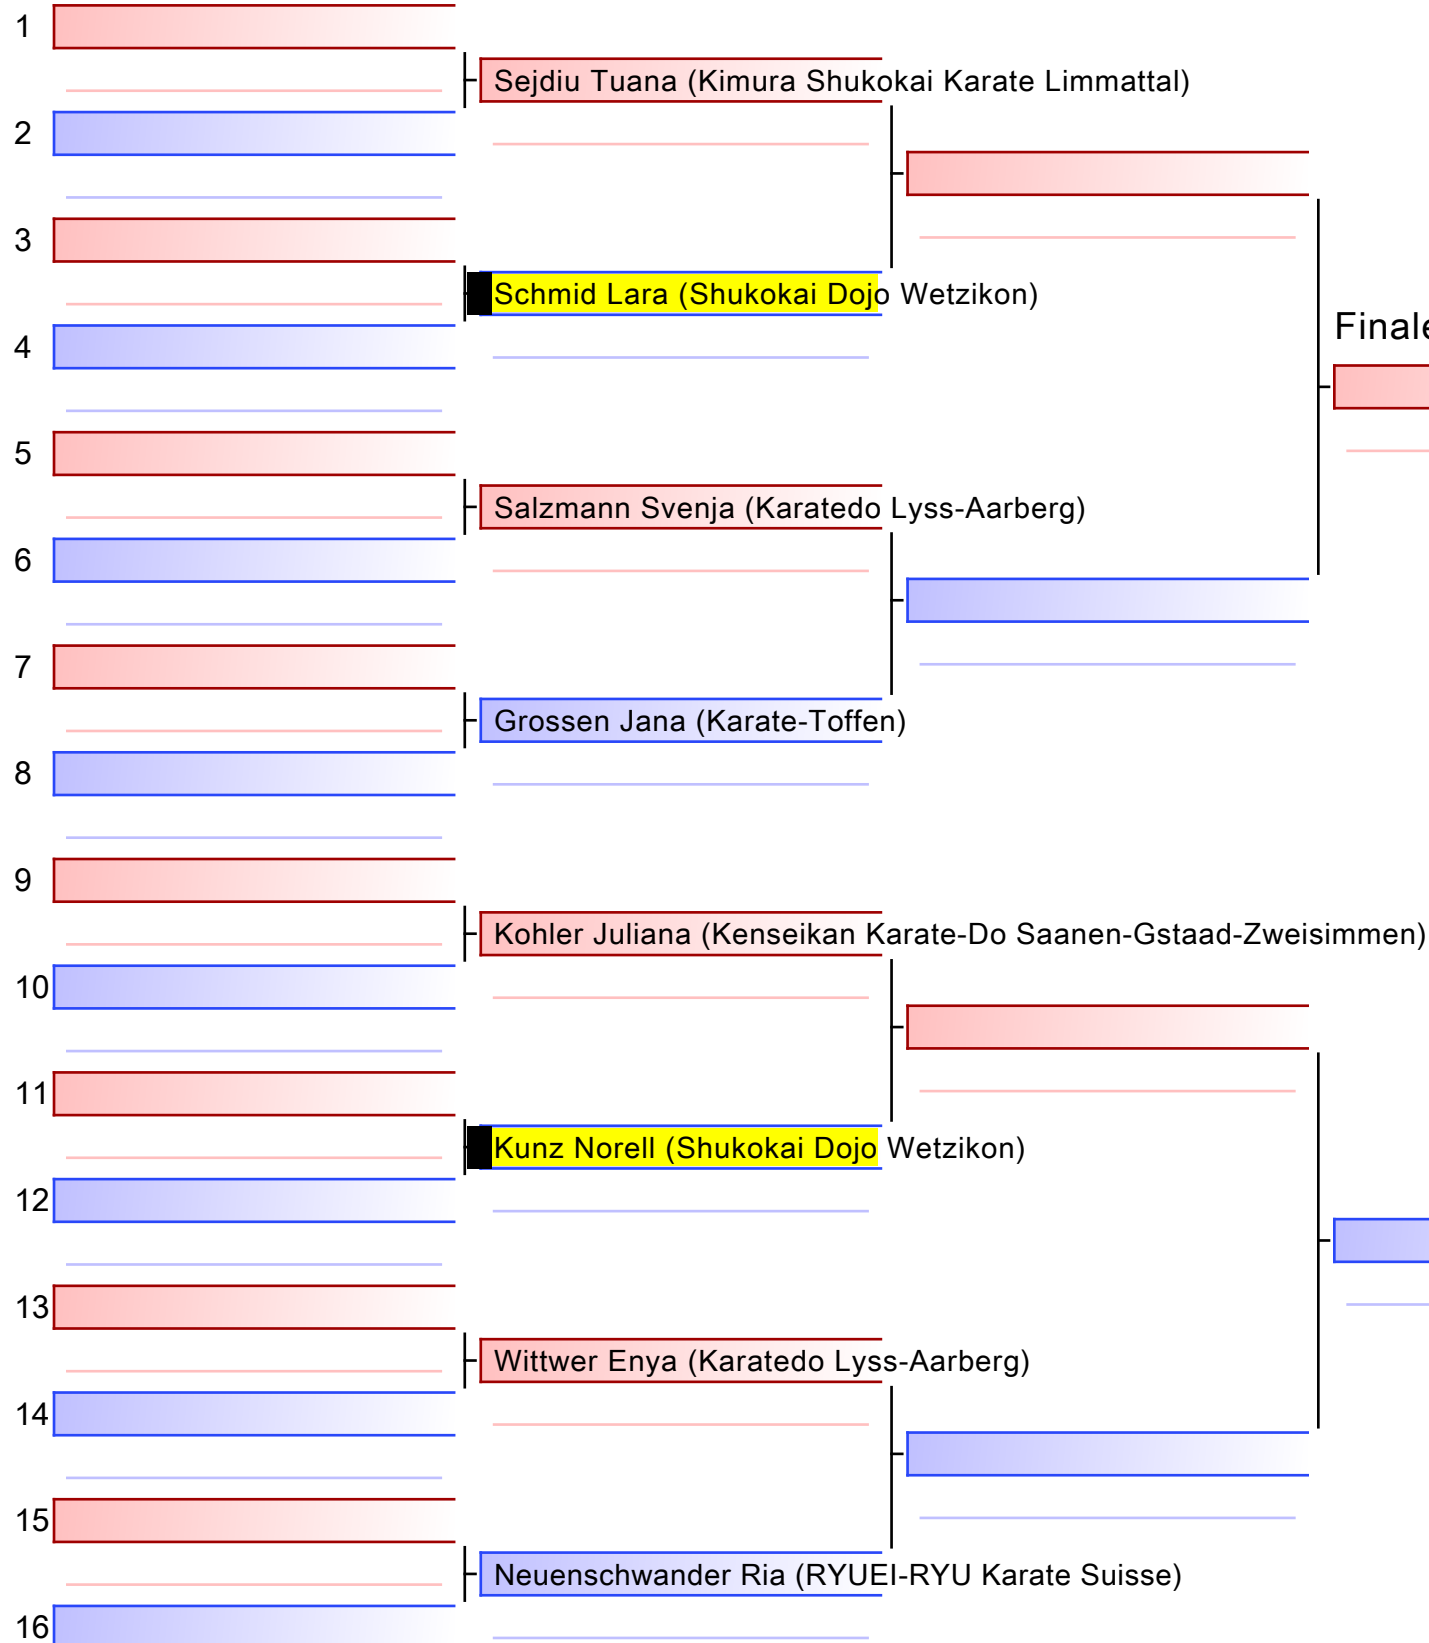 1
Sejdiu Tuana (Kimura Shukokai Karate Limmattal)
2
3
Schmid Lara (Shukokai Dojo Wetzikon)
Finale
4
5
Salzmann Svenja (Karatedo Lyss-Aarberg)
6
7
Grossen Jana (Karate-Toffen)
8
9
Kohler Juliana (Kenseikan Karate-Do Saanen-Gstaad-Zweisimmen)
10
11
Kunz Norell (Shukokai Dojo Wetzikon)
12
13
Wittwer Enya (Karatedo Lyss-Aarberg)
14
15
Neuenschwander Ria (RYUEI-RYU Karate Suisse)
16